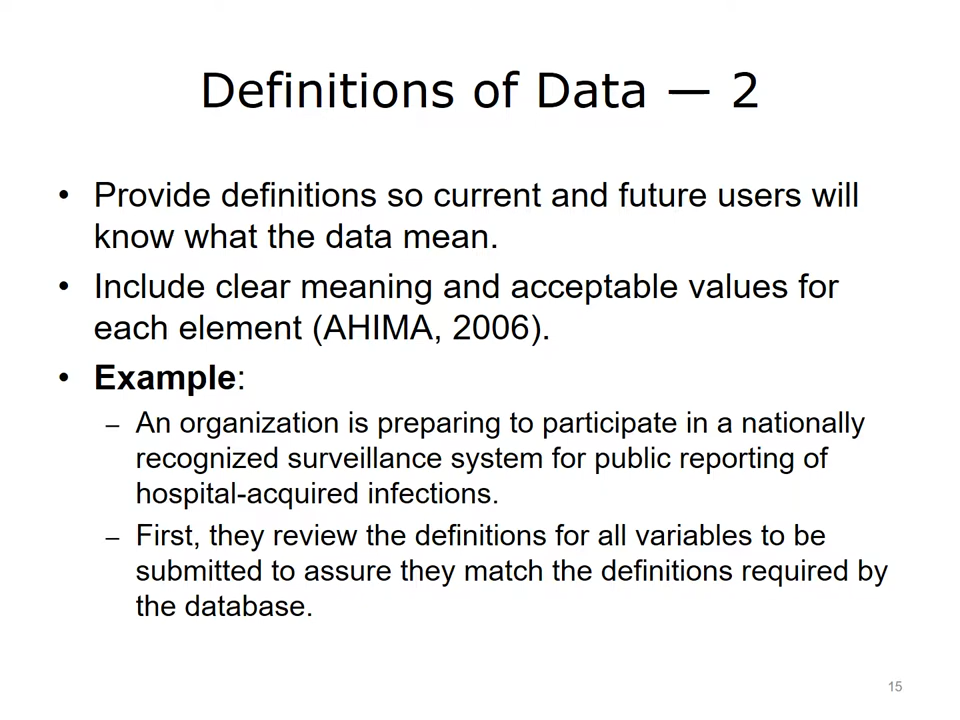 Definitions of Data — 2
• Provide definitions so current and future users will
know what the data mean.
• Include clear meaning and acceptable values for
each element (AHIMA, 2006).
• Example:
– An organization is preparing to participate in a nationally
recognized surveillance system for public reporting of
hospital-acquired infections.
– First, they review the definitions for all variables to be
submitted to assure they match the definitions required by
the database.
15